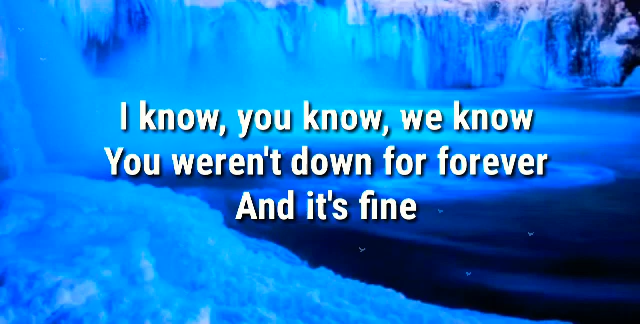 I know, you know, we know
You weren't down for forever
And it's fine